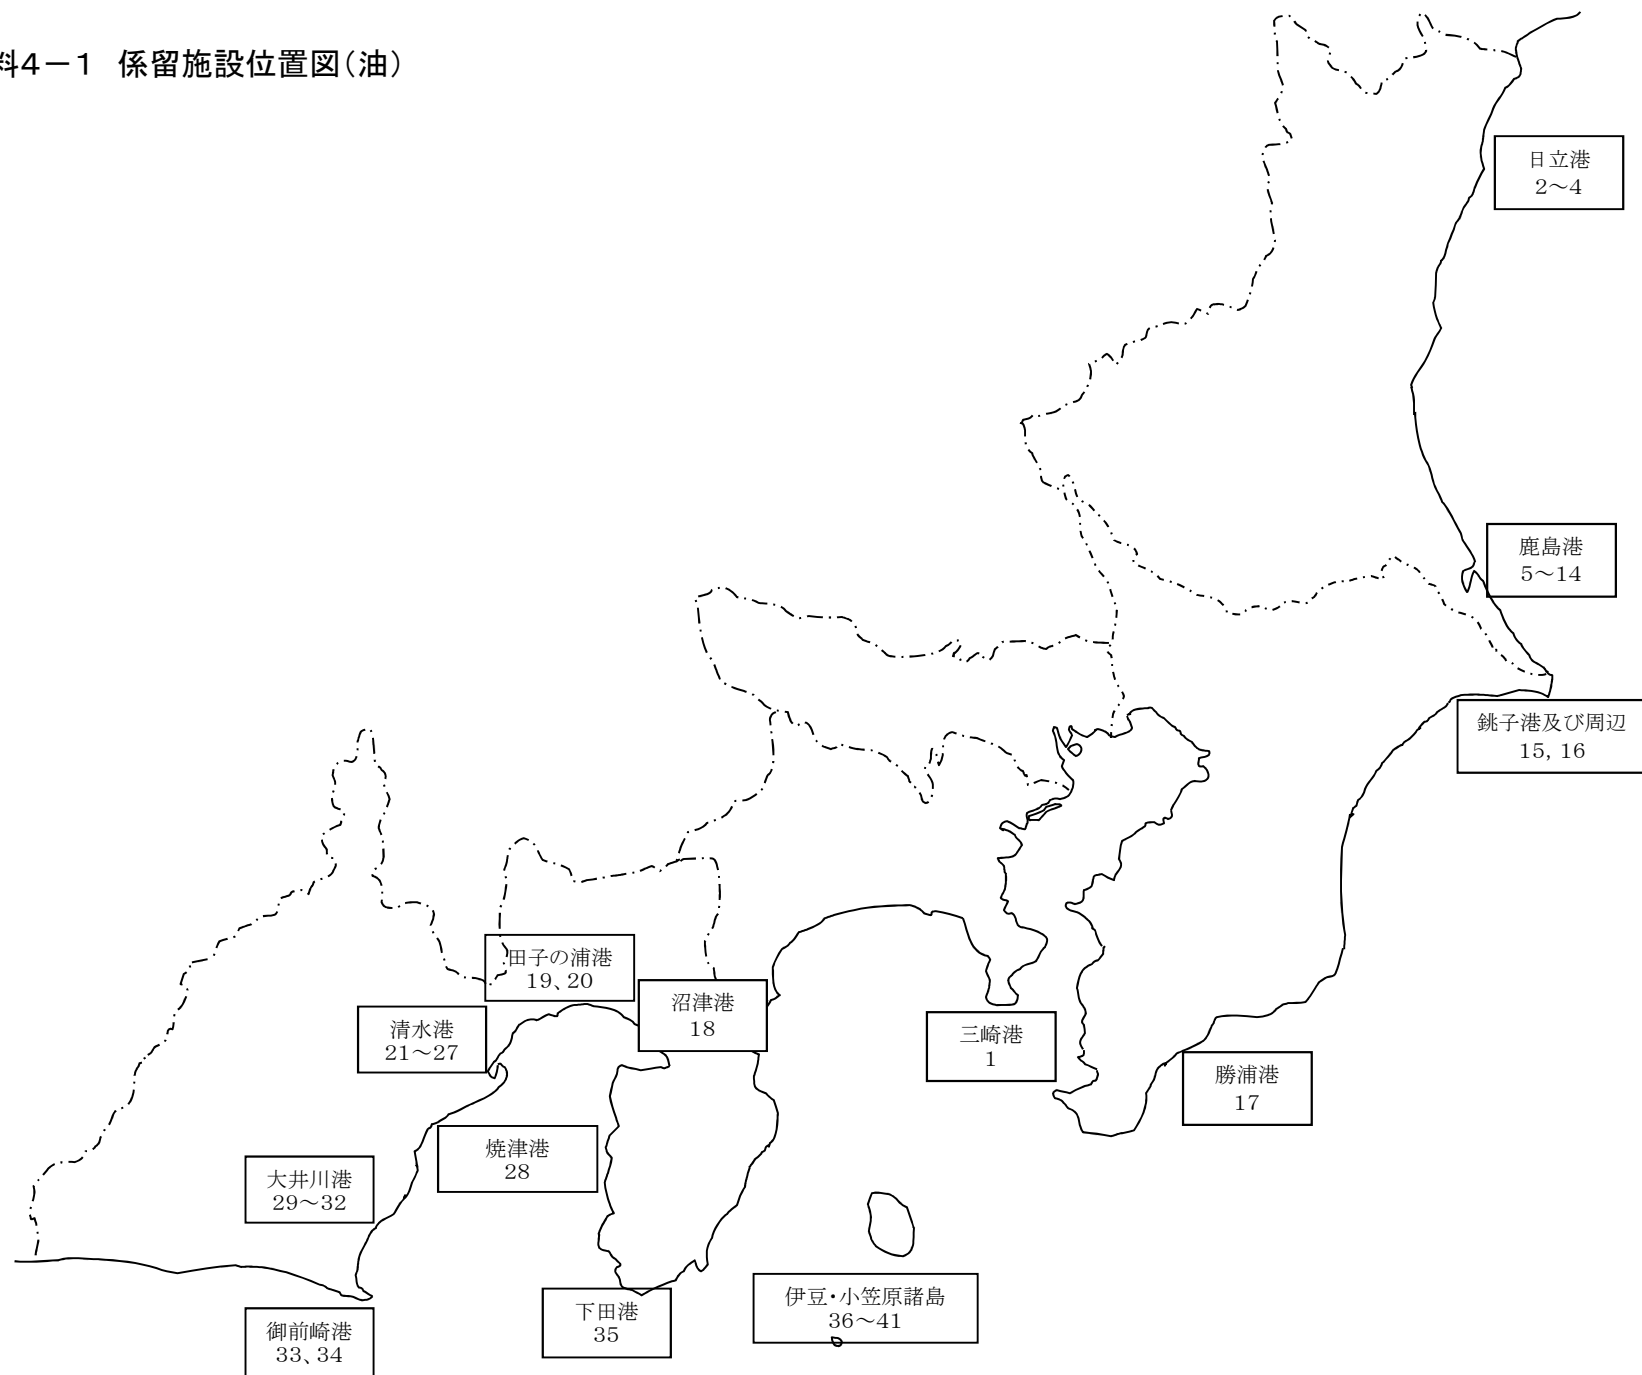 料4－1 係留施設位置図(油)
日立港
2～4
鹿島港
5～14
銚子港及び周辺
15, 16
田子の浦港
19、20
沼津港
18
清水港
21～27
三崎港
1
勝浦港
17
焼津港
28
大井川港
29～32
伊豆・小笠原諸島
36～41
下田港
35
御前崎港
33、34